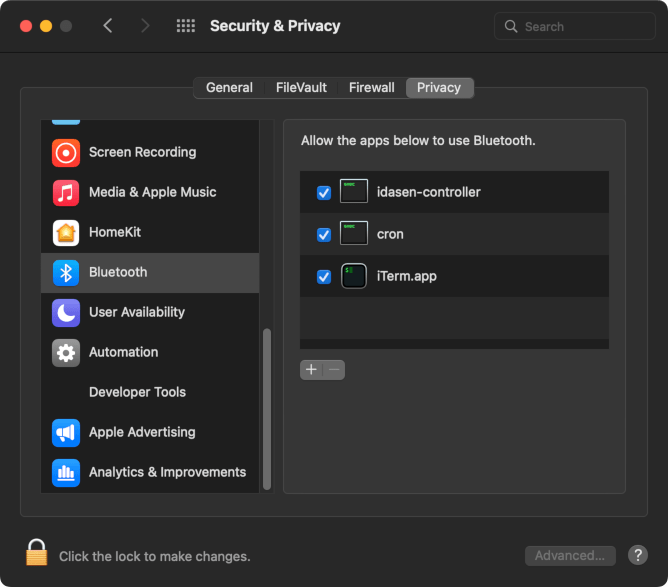 Security & Privacy
Search
General
FileVault
Firewall
Privacy
Screen Recording
Media & Apple Music
HomeKit
Bluetooth
User Availability
Automation
Developer Tools
Apple Advertising
Analytics & Improvements
Allow the apps below to use Bluetooth.
idasen-controller
cron
iTerm.app
Click the lock to make changes.
Advanced...
?